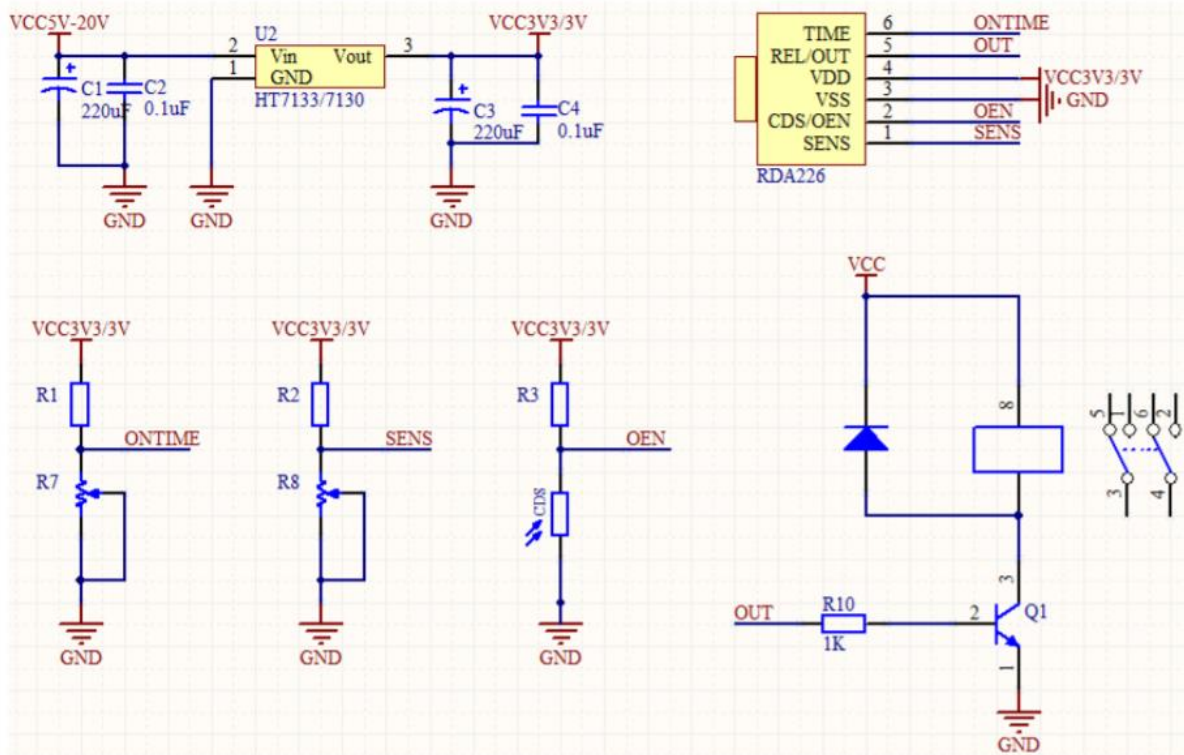 VCC5V-20V
U2
2 Vin Vout 3
1 GND
HT7133/7130
C1
220uF
C2
0.1uF
VCC3V3/3V
C3
220uF
C4
0.1uF
GND
GND
GND
TIME 6 ONTIME
REL/OUT 5 OUT
VDD 4 VCC3V3/3V
VSS 3 GND
CDS/OEN 2 OEN
SENS 1 SENS
RDA226
VCC3V3/3V
R1
ONTIME
R7
GND
VCC3V3/3V
R2
SENS
R8
GND
VCC3V3/3V
R3
OEN
CDS
GND
VCC
8
5 1 6 2
3 4
3
OUT
R10
1K
2
Q1
1
GND